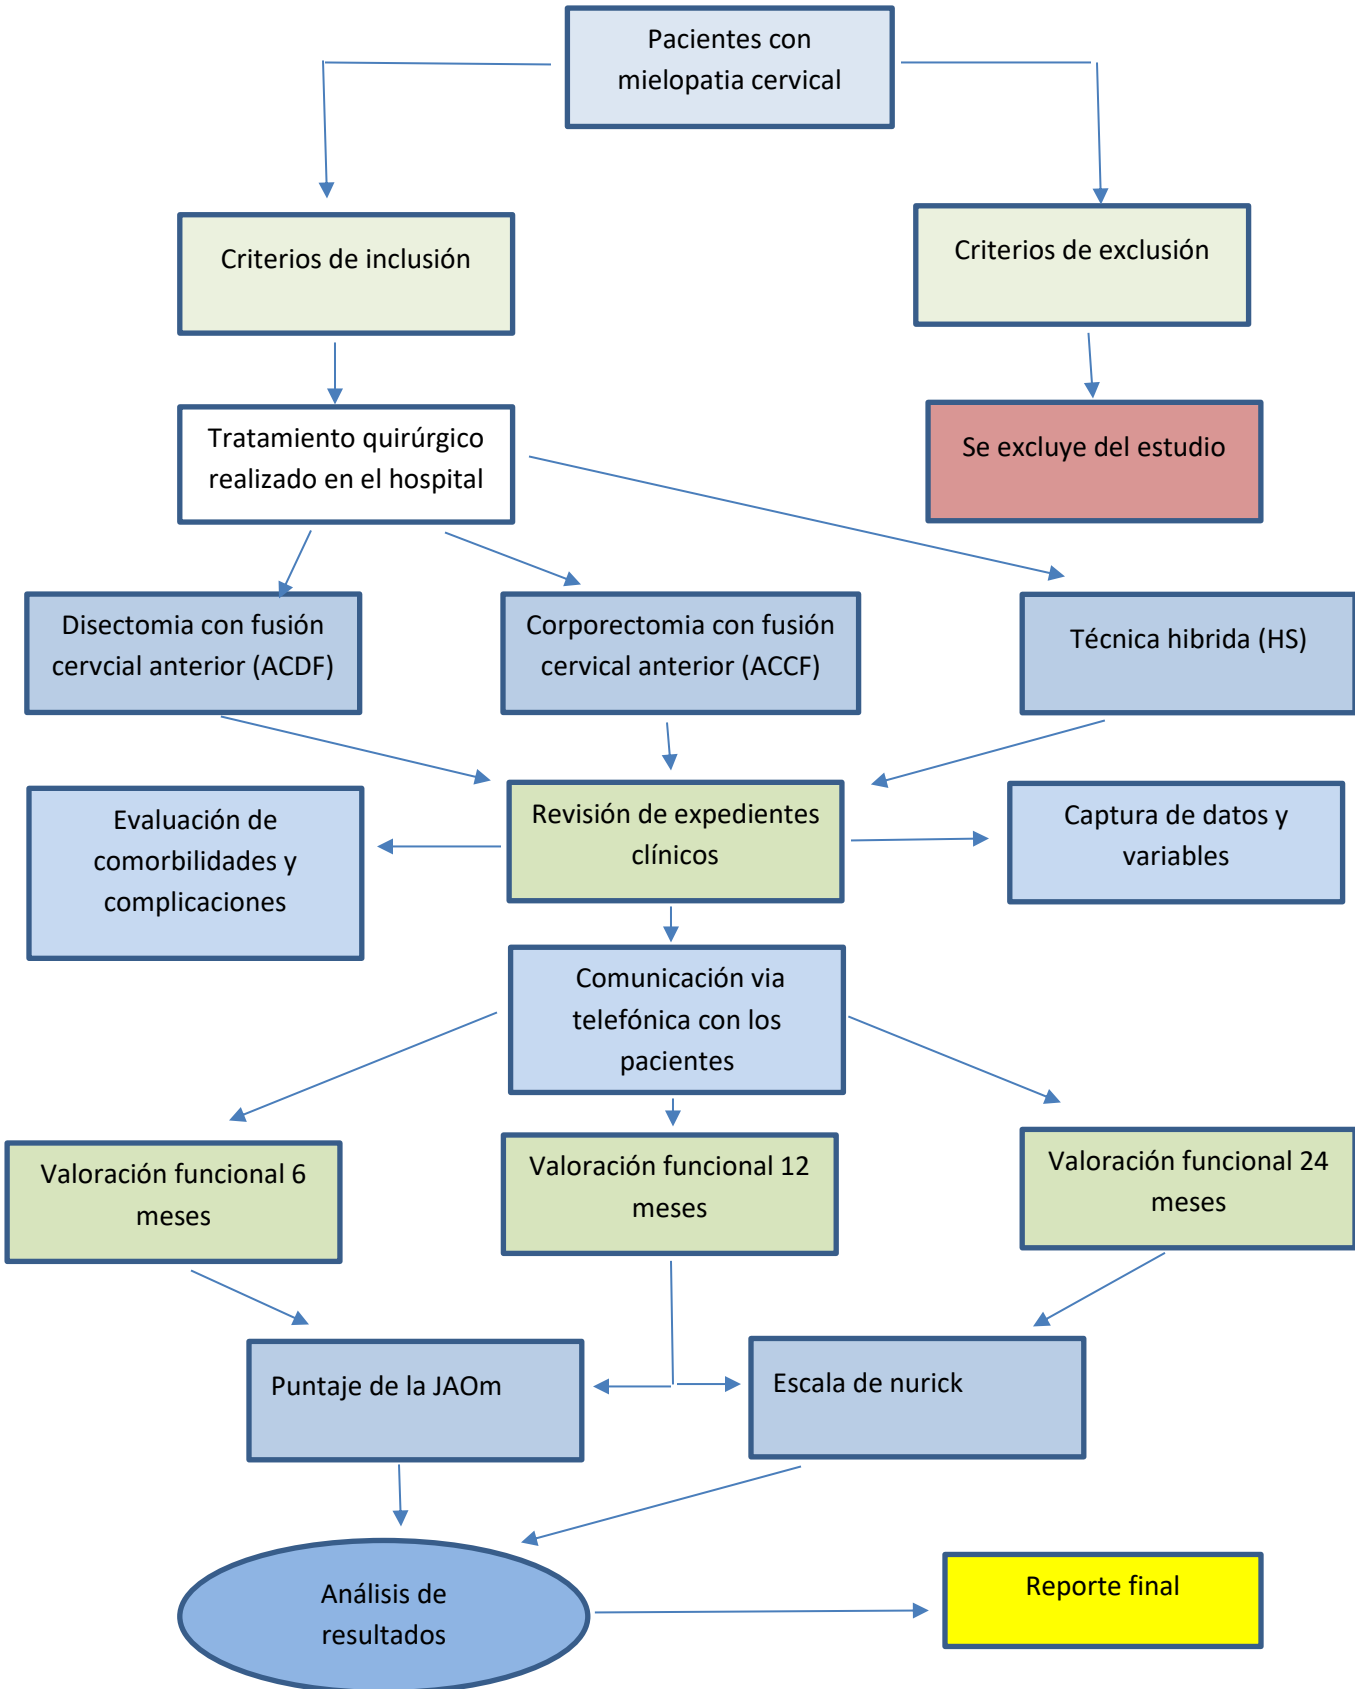 Pacientes con
mielopatia cervical
Criterios de inclusión
Criterios de exclusión
Tratamiento quirúrgico
realizado en el hospital
Se excluye del estudio
Disectomia con fusión
cervcial anterior (ACDF)
Corporectomia con fusión
cervical anterior (ACCF)
Técnica hibrida (HS)
Evaluación de
comorbilidades y
complicaciones
Revisión de expedientes
clínicos
Captura de datos y
variables
Comunicación via
telefónica con los
pacientes
Valoración funcional 6
meses
Valoración funcional 12
meses
Valoración funcional 24
meses
Puntaje de la JAOm
Escala de nurick
Análisis de
resultados
Reporte final